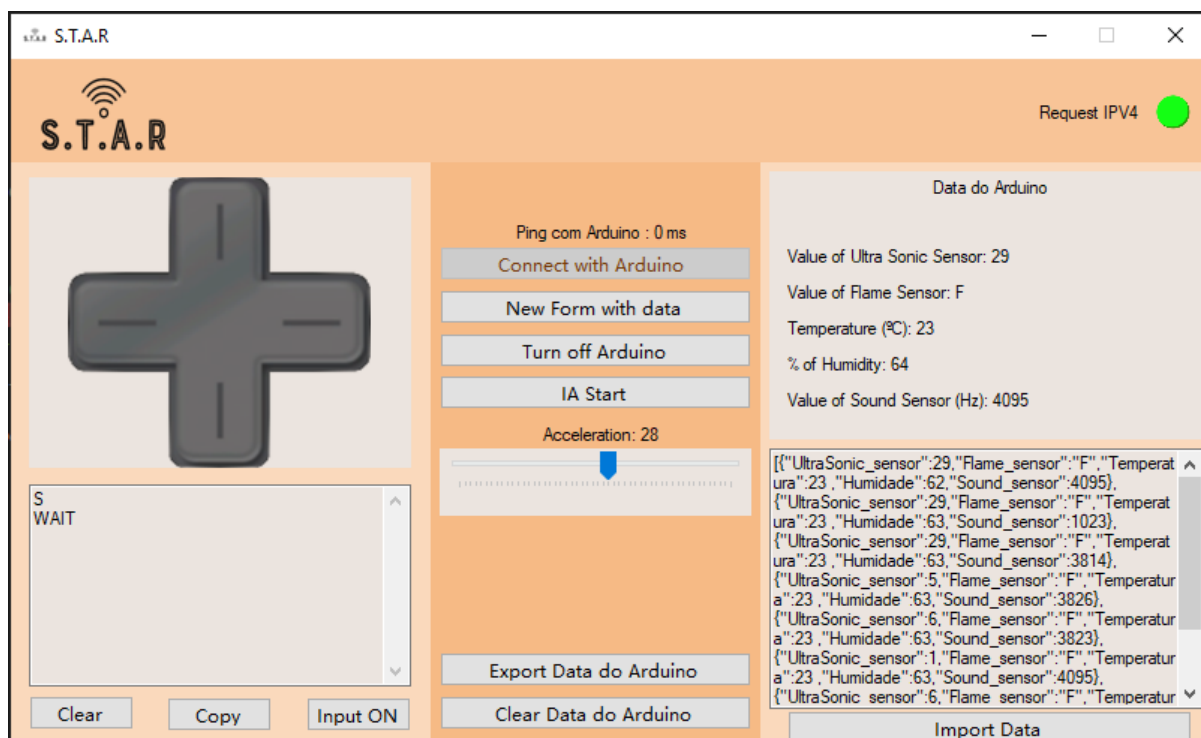 S.T.A.R
S.T.A.R
Request IPV4
S
WAIT
Clear
Copy
Input ON
Ping com Arduino : 0 ms
Connect with Arduino
New Form with data
Turn off Arduino
IA Start
Acceleration: 28
Export Data do Arduino
Clear Data do Arduino
Data do Arduino
Value of Ultra Sonic Sensor: 29
Value of Flame Sensor: F
Temperature (ºC): 23
% of Humidity: 64
Value of Sound Sensor (Hz): 4095
[{"UltraSonic_sensor":29,"Flame_sensor":"F","Temperat
ura":23 ,"Humidade":62,"Sound_sensor":4095},
{"UltraSonic_sensor":29,"Flame_sensor":"F","Temperat
ura":23 ,"Humidade":63,"Sound_sensor":1023},
{"UltraSonic_sensor":29,"Flame_sensor":"F","Temperat
ura":23 ,"Humidade":63,"Sound_sensor":3814},
{"UltraSonic_sensor":5,"Flame_sensor":"F","Temperatur
a":23 ,"Humidade":63,"Sound_sensor":3826},
{"UltraSonic_sensor":6,"Flame_sensor":"F","Temperatur
a":23 ,"Humidade":63,"Sound_sensor":3823},
{"UltraSonic_sensor":1,"Flame_sensor":"F","Temperatur
a":23 ,"Humidade":63,"Sound_sensor":4095},
{"UltraSonic_sensor":6,"Flame_sensor":"F","Temperatur
Import Data